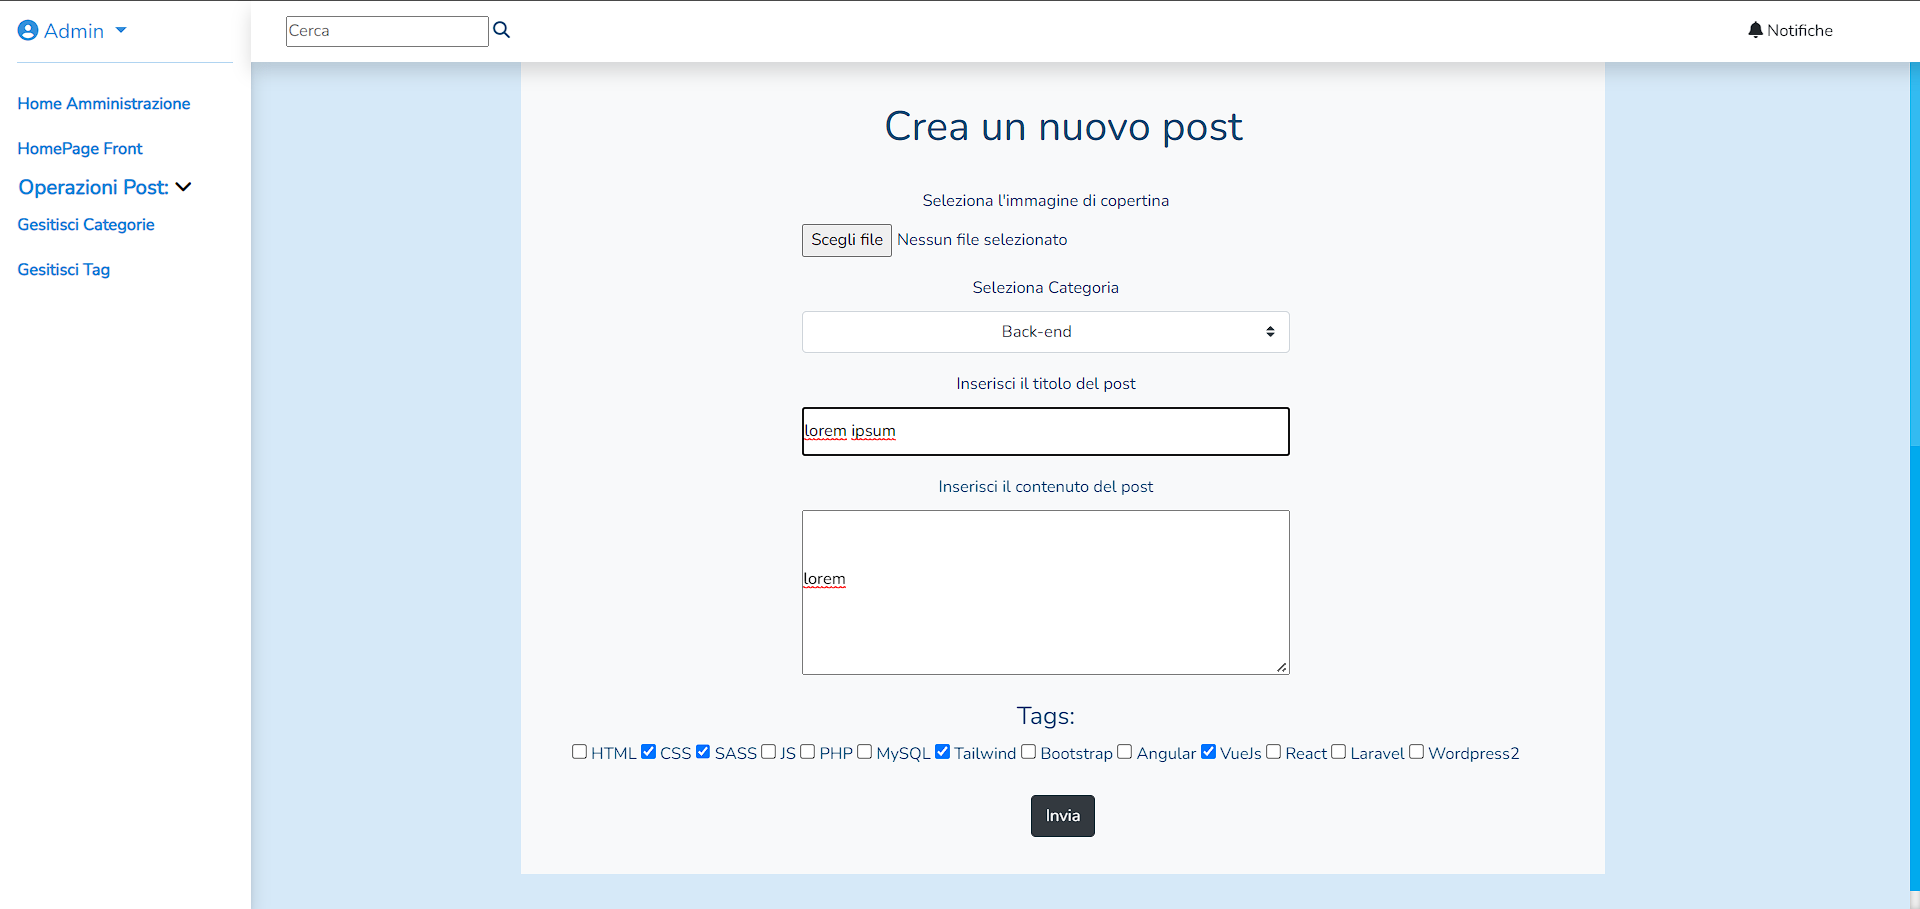 Admin
Home Amministrazione
HomePage Front
Operazioni Post:
Gesitisci Categorie
Gesitisci Tag
Cerca
Notifiche
Crea un nuovo post
Seleziona l'immagine di copertina
Scegli file Nessun file selezionato
Seleziona Categoria
Back-end
Inserisci il titolo del post
lorem ipsum
Inserisci il contenuto del post
lorem
Tags:
HTML CSS SASS JS PHP MySQL Tailwind Bootstrap Angular VueJs React Laravel Wordpress2
Invia